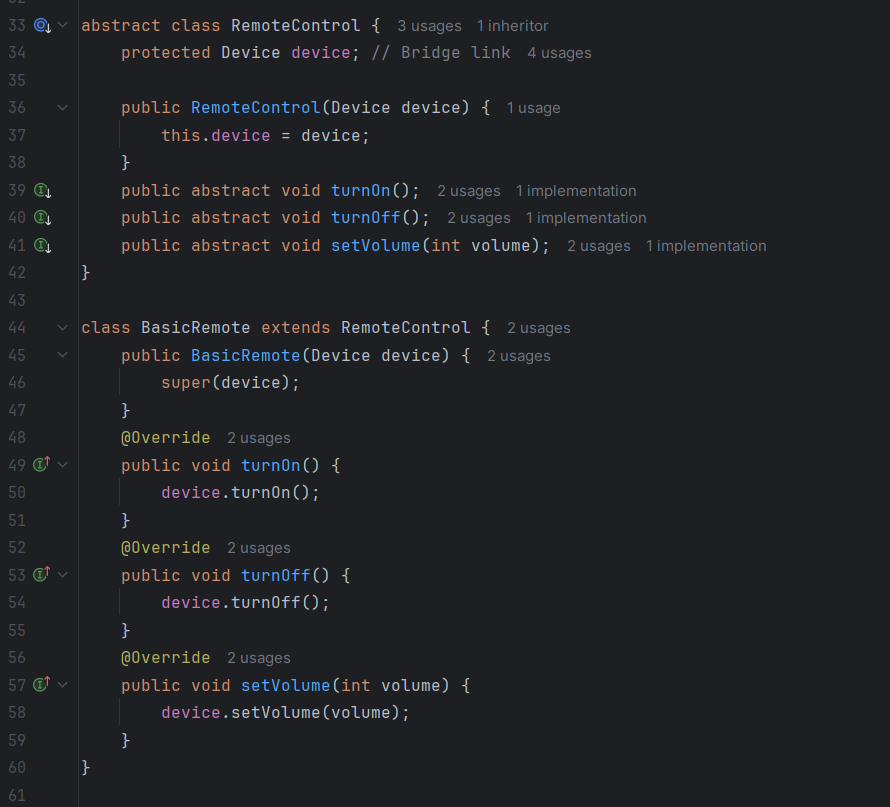 32
33 abstract class RemoteControl { 3 usages 1 inheritor
34 protected Device device; // Bridge link 4 usages
35
36 public RemoteControl(Device device) { 1 usage
37 this.device = device;
38 }
39 public abstract void turnOn(); 2 usages 1 implementation
40 public abstract void turnOff(); 2 usages 1 implementation
41 public abstract void setVolume(int volume); 2 usages 1 implementation
42 }
43
44 class BasicRemote extends RemoteControl { 2 usages
45 public BasicRemote(Device device) { 2 usages
46 super(device);
47 }
48 @Override 2 usages
49 public void turnOn() {
50 device.turnOn();
51 }
52 @Override 2 usages
53 public void turnOff() {
54 device.turnOff();
55 }
56 @Override 2 usages
57 public void setVolume(int volume) {
58 device.setVolume(volume);
59 }
60 }
61